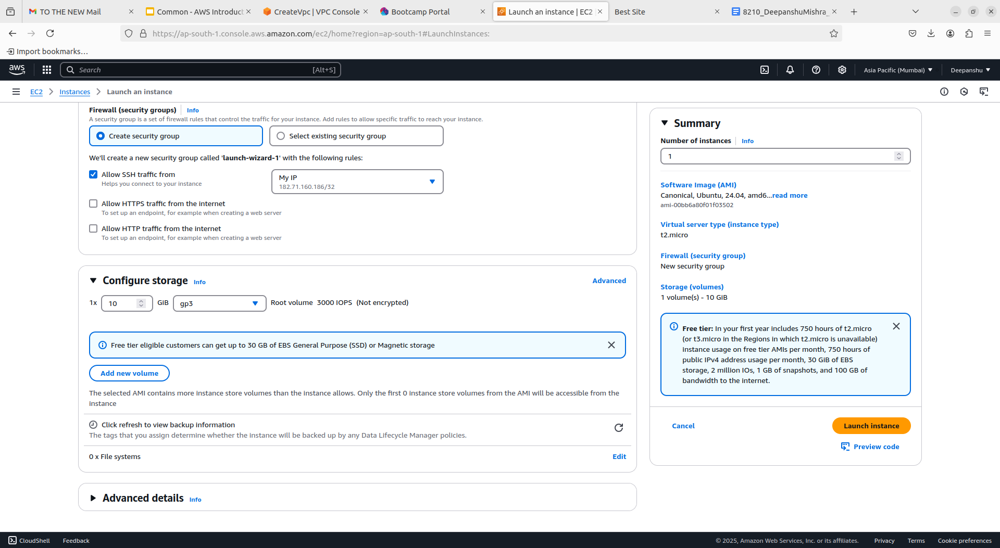 TO THE NEW Mail
Common - AWS Introduct
CreateVpc | VPC Console
Bootcamp Portal
Launch an instance | EC2
Best Site
8210_DeepanshuMishra_
https://ap-south-1.console.aws.amazon.com/ec2/home?region=ap-south-1#LaunchInstances:
Import bookmarks...
aws
Search
[Alt+S]
Asia Pacific (Mumbai)
Deepanshu
EC2 > Instances > Launch an instance
Firewall (security groups) Info
A security group is a set of firewall rules that control the traffic for your instance. Add rules to allow specific traffic to reach your instance.
Create security group
Select existing security group
We'll create a new security group called 'launch-wizard-1' with the following rules:
Allow SSH traffic from
Helps you connect to your instance
My IP
182.71.160.186/32
Allow HTTPS traffic from the internet
To set up an endpoint, for example when creating a web server
Allow HTTP traffic from the internet
To set up an endpoint, for example when creating a web server
Configure storage Info
Advanced
1x 10 GiB gp3 Root volume 3000 IOPS (Not encrypted)
Free tier eligible customers can get up to 30 GB of EBS General Purpose (SSD) or Magnetic storage
Add new volume
The selected AMI contains more instance store volumes than the instance allows. Only the first 0 instance store volumes from the AMI will be accessible from the
instance
Click refresh to view backup information
The tags that you assign determine whether the instance will be backed up by any Data Lifecycle Manager policies.
0 x File systems
Edit
Advanced details Info
Summary
Number of instances Info
1
Software Image (AMI)
Canonical, Ubuntu, 24.04, amd6...read more
ami-00bb6a80f01f03502
Virtual server type (instance type)
t2.micro
Firewall (security group)
New security group
Storage (volumes)
1 volume(s) - 10 GiB
Free tier: In your first year includes 750 hours of t2.micro
(or t3.micro in the Regions in which t2.micro is unavailable)
instance usage on free tier AMIs per month, 750 hours of
public IPv4 address usage per month, 30 GiB of EBS
storage, 2 million IOs, 1 GB of snapshots, and 100 GB of
bandwidth to the internet.
Cancel
Launch instance
Preview code
CloudShell
Feedback
© 2025, Amazon Web Services, Inc. or its affiliates.
Privacy
Terms
Cookie preferences